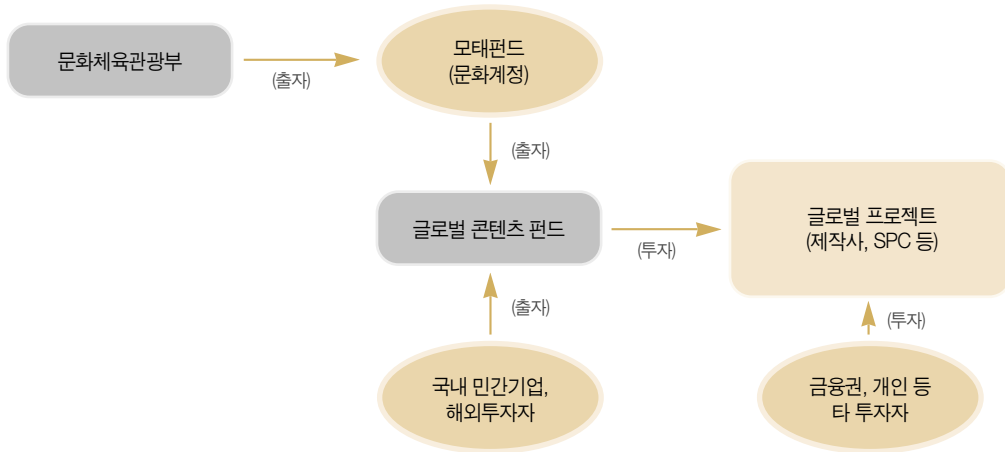 문화체육관광부
(출자)
모태펀드
(문화계정)
(출자)
글로벌 콘텐츠 펀드
(투자)
글로벌 프로젝트
(제작사, SPC 등)
(출자)
(투자)
국내 민간기업,
해외투자자
금융권, 개인 등
타 투자자